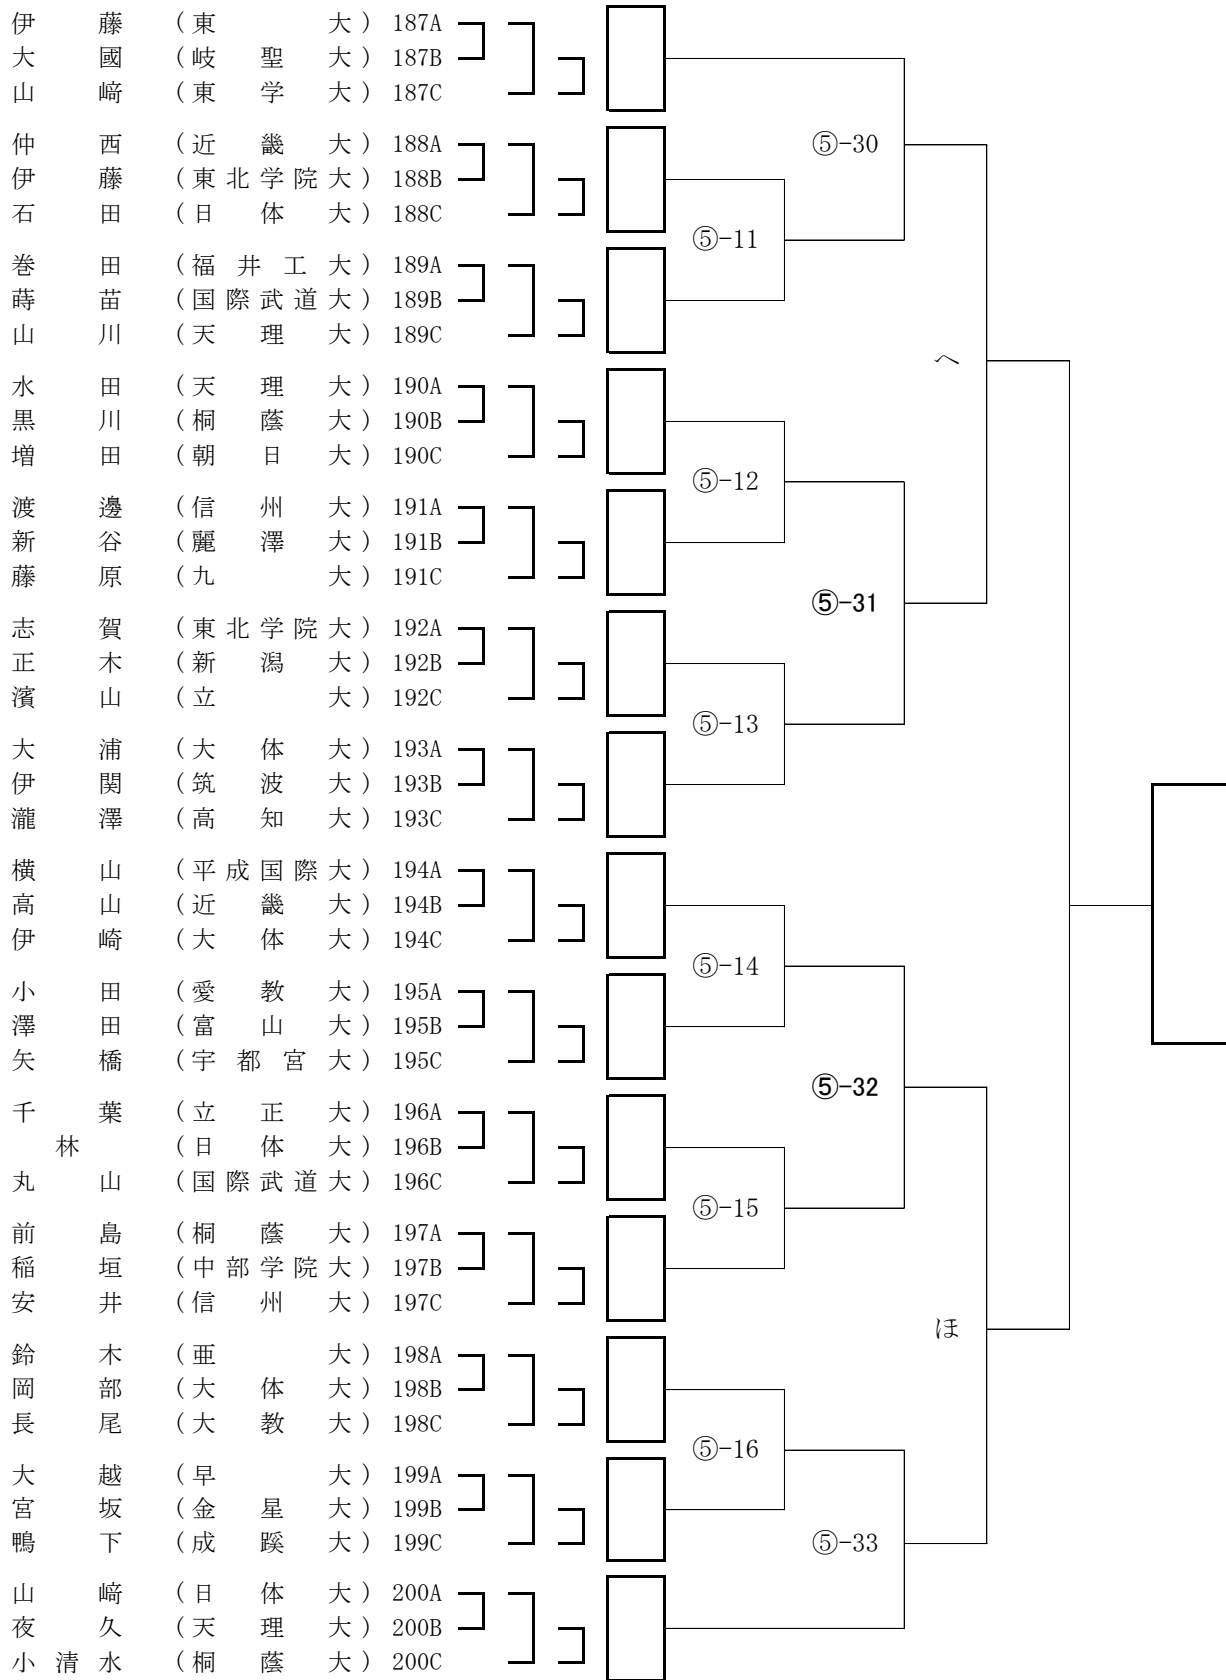 伊藤（東大）187A
大國（岐聖大）187B
山﨑（東学大）187C
仲西（近畿大）188A
伊藤（東北学院大）188B
石田（日体大）188C
巻田（福井工大）189A
蒔苗（国際武道大）189B
山川（天理大）189C
水田（天理大）190A
黒川（桐蔭大）190B
増田（朝日大）190C
渡邊（信州大）191A
新谷（麗澤大）191B
藤原（九大）191C
志賀（東北学院大）192A
正木（新潟大）192B
濱山（立大）192C
大浦（大体大）193A
伊関（筑波大）193B
瀧澤（高知大）193C
横山（平成国際大）194A
高山（近畿大）194B
伊崎（大体大）194C
小田（愛教大）195A
澤田（富山大）195B
矢橋（宇都宮大）195C
千葉（立正大）196A
林（日体大）196B
丸山（国際武道大）196C
前島（桐蔭大）197A
稲垣（中部学院大）197B
安井（信州大）197C
鈴木（亜大）198A
岡部（大体大）198B
長尾（大教大）198C
大越（早大）199A
宮坂（金星大）199B
鴨下（成蹊大）199C
山﨑（日体大）200A
夜久（天理大）200B
小清水（桐蔭大）200C
⑤-11
⑤-12
⑤-13
⑤-14
⑤-15
⑤-16
⑤-30
⑤-31
⑤-32
⑤-33
へ
ほ